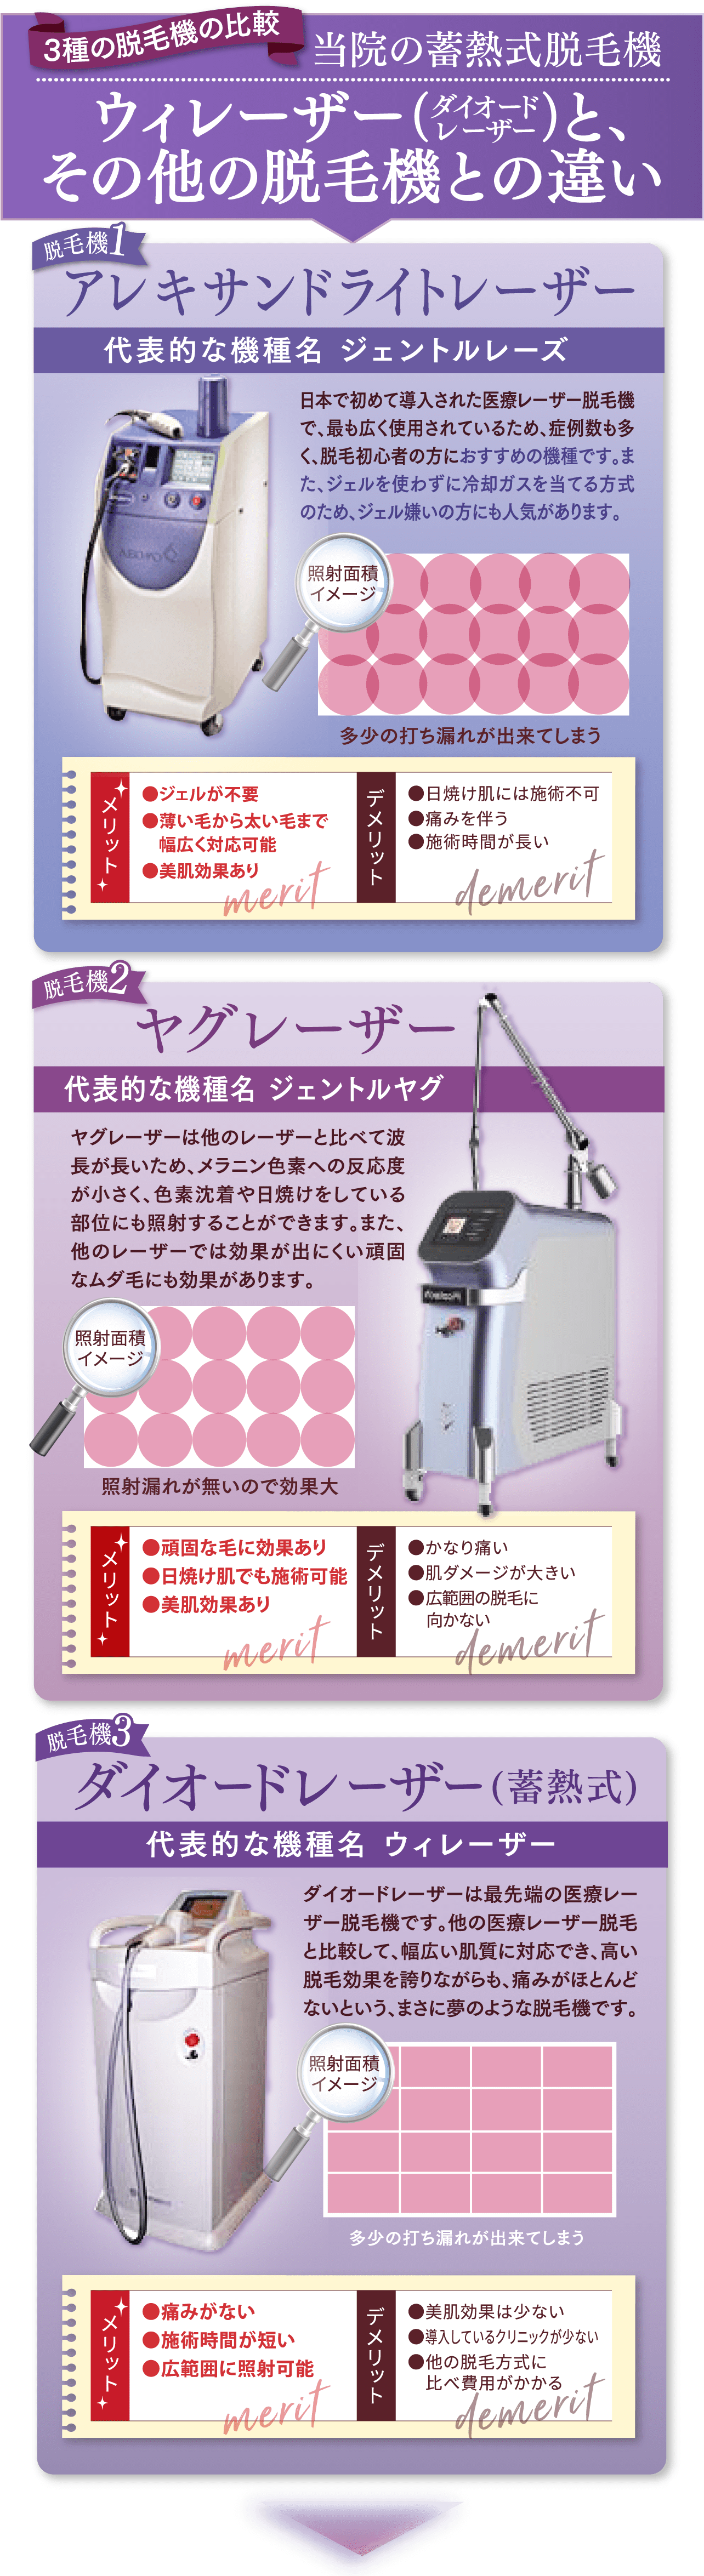 3種の脱毛機の比較
当院の蓄熱式脱毛機
ウィレーザー(ダイオードレーザー)と、
その他の脱毛機との違い
脱毛機1
アレキサンドライトレーザー
代表的な機種名 ジェントルレーズ
日本で初めて導入された医療レーザー脱毛機
で、最も広く使用されているため、症例数も多
く、脱毛初心者の方におすすめの機種です。ま
た、ジェルを使わずに冷却ガスを当てる方式
のため、ジェル嫌いの方にも人気があります。
照射面積
イメージ
多少の打ち漏れが出来てしまう
メリット
●ジェルが不要
●薄い毛から太い毛まで
幅広く対応可能
●美肌効果あり
merit
デメリット
●日焼け肌には施術不可
●痛みを伴う
●施術時間が長い
demerit
脱毛機2
ヤグレーザー
代表的な機種名 ジェントルヤグ
ヤグレーザーは他のレーザーと比べて波
長が長いため、メラニン色素への反応度
が小さく、色素沈着や日焼けをしている
部位にも照射することができます。また、
他のレーザーでは効果が出にくい頑固
なムダ毛にも効果があります。
照射面積
イメージ
照射漏れが無いので効果大
メリット
●頑固な毛に効果あり
●日焼け肌でも施術可能
●美肌効果あり
merit
デメリット
●かなり痛い
●肌ダメージが大きい
●広範囲の脱毛に
向かない
demerit
脱毛機3
ダイオードレーザー(蓄熱式)
代表的な機種名 ウィレーザー
ダイオードレーザーは最先端の医療レー
ザー脱毛機です。他の医療レーザー脱毛
と比較して、幅広い肌質に対応でき、高い
脱毛効果を誇りながらも、痛みがほとんど
ないという、まさに夢のような脱毛機です。
照射面積
イメージ
多少の打ち漏れが出来てしまう
メリット
●痛みがない
●施術時間が短い
●広範囲に照射可能
merit
デメリット
●美肌効果は少ない
●導入しているクリニックが少ない
●他の脱毛方式に
比べ費用がかかる
demerit